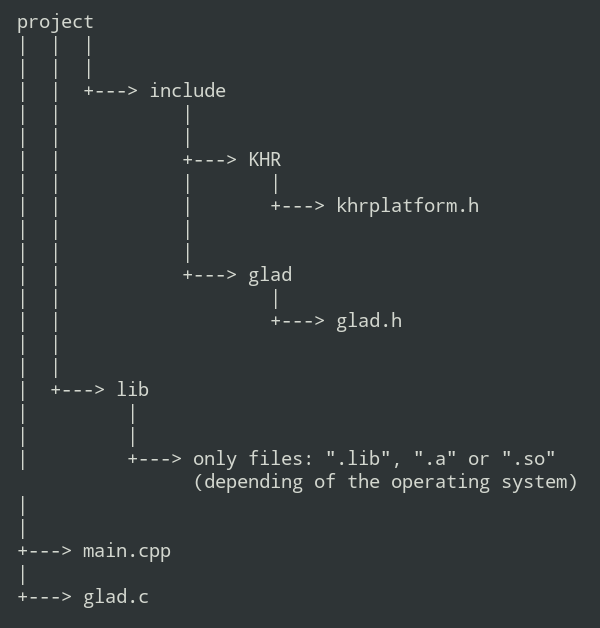 project
|  |  |
|  |  |
|  |  +---> include
|  |           |
|  |           |
|  |           +---> KHR
|  |           |       |
|  |           |       +---> khrplatform.h
|  |           |
|  |           |
|  |           +---> glad
|  |                   |
|  |                   +---> glad.h
|  |
|  |
|  +---> lib
|         |
|         |
|         +---> only files: ".lib", ".a" or ".so"
                (depending of the operating system)
|
|
+---> main.cpp
|
+---> glad.c